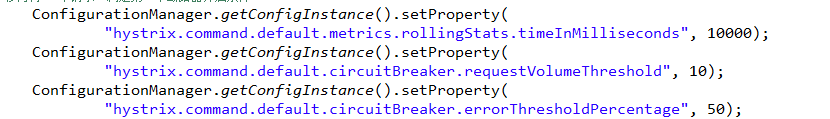 ConfigurationManager.getConfigInstance().setProperty(
"hystrix.command.default.metrics.rollingStats.timeInMilliseconds", 10000);
ConfigurationManager.getConfigInstance().setProperty(
"hystrix.command.default.circuitBreaker.requestVolumeThreshold", 10);
ConfigurationManager.getConfigInstance().setProperty(
"hystrix.command.default.circuitBreaker.errorThresholdPercentage", 50);